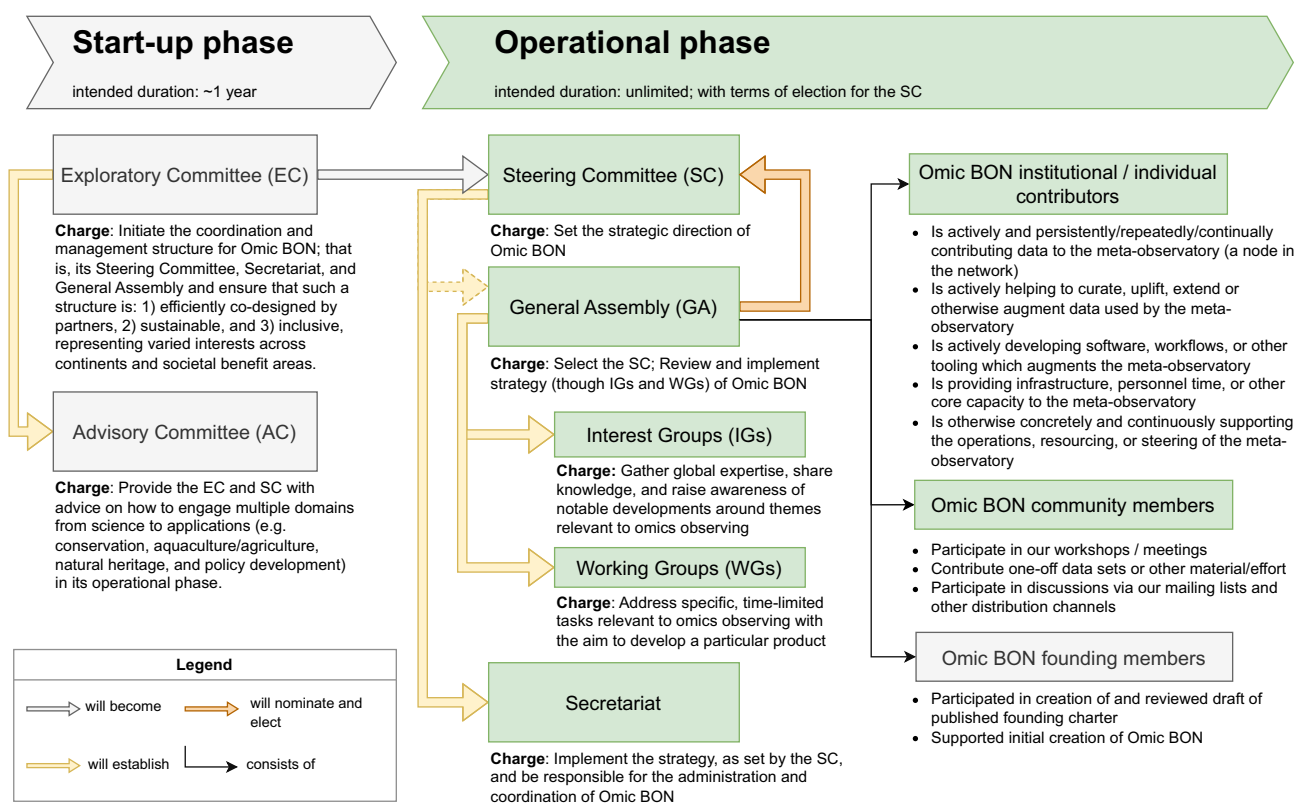 Start-up phase
intended duration: ~1 year
Operational phase
intended duration: unlimited; with terms of election for the SC
Exploratory Committee (EC)
Charge: Initiate the coordination and
management structure for Omic BON; that
is, its Steering Committee, Secretariat, and
General Assembly and ensure that such a
structure is: 1) efficiently co-designed by
partners, 2) sustainable, and 3) inclusive,
representing varied interests across
continents and societal benefit areas.
Advisory Committee (AC)
Charge: Provide the EC and SC with
advice on how to engage multiple domains
from science to applications (e.g.
conservation, aquaculture/agriculture,
natural heritage, and policy development)
in its operational phase.
Legend
will become
will nominate and
elect
will establish
consists of
Steering Committee (SC)
Charge: Set the strategic direction of
Omic BON
General Assembly (GA)
Charge: Select the SC; Review and implement
strategy (though IGs and WGs) of Omic BON
Interest Groups (IGs)
Charge: Gather global expertise, share
knowledge, and raise awareness of
notable developments around themes
relevant to omics observing
Working Groups (WGs)
Charge: Address specific, time-limited
tasks relevant to omics observing with
the aim to develop a particular product
Secretariat
Charge: Implement the strategy, as set by the SC,
and be responsible for the administration and
coordination of Omic BON
Omic BON institutional / individual
contributors
• Is actively and persistently/repeatedly/continually
contributing data to the meta-observatory (a node in
the network)
• Is actively helping to curate, uplift, extend or
otherwise augment data used by the meta-
observatory
• Is actively developing software, workflows, or other
tooling which augments the meta-observatory
• Is providing infrastructure, personnel time, or other
core capacity to the meta-observatory
• Is otherwise concretely and continuously supporting
the operations, resourcing, or steering of the meta-
observatory
Omic BON community members
• Participate in our workshops / meetings
• Contribute one-off data sets or other material/effort
• Participate in discussions via our mailing lists and
other distribution channels
Omic BON founding members
• Participated in creation of and reviewed draft of
published founding charter
• Supported initial creation of Omic BON